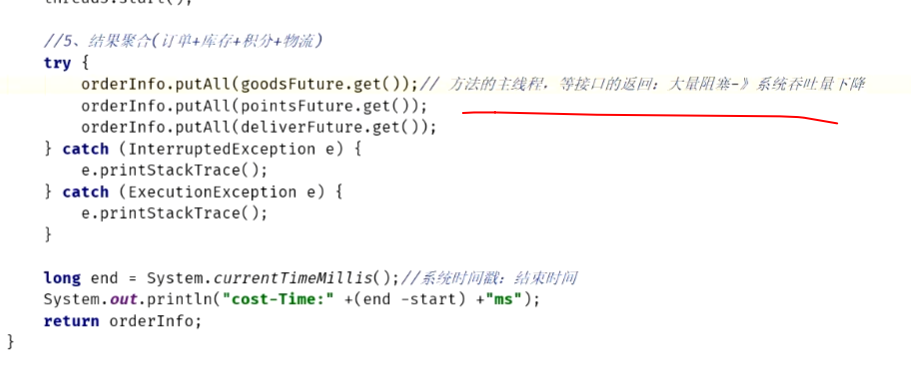 threads.start();
//5、结果聚合(订单+库存+积分+物流)
try {
orderInfo.putAll(goodsFuture.get());// 方法的主线程，等接口的返回：大量阻塞-》系统吞吐量下降
orderInfo.putAll(pointsFuture.get());
orderInfo.putAll(deliverFuture.get());
} catch (InterruptedException e) {
e.printStackTrace();
} catch (ExecutionException e) {
e.printStackTrace();
}
long end = System.currentTimeMillis();//系统时间戳：结束时间
System.out.println("cost-Time:" +(end -start) +"ms");
return orderInfo;
}